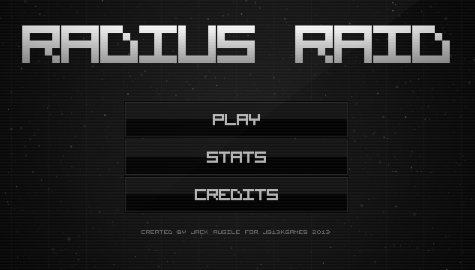 RADIUS RAID
PLAY
STATS
CREDITS
CREATED BY JACK RUGILE FOR JS13KGAMES 2013